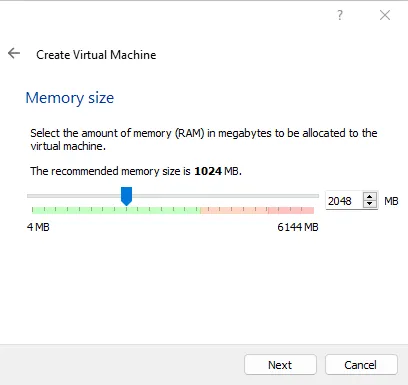 ?
Create Virtual Machine
Memory size
Select the amount of memory (RAM) in megabytes to be allocated to the
virtual machine.
The recommended memory size is 1024 MB.
2048 MB
4 MB 6144 MB
Next Cancel